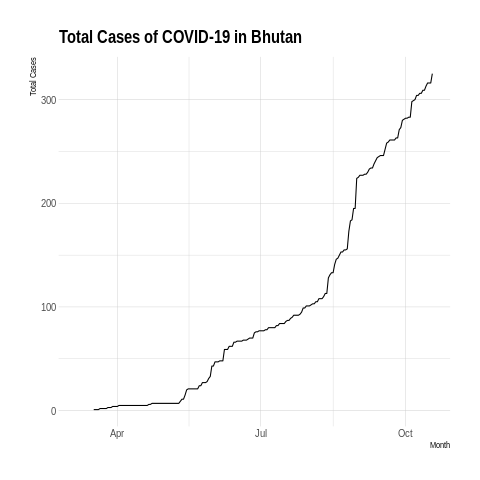 Total Cases of COVID-19 in Bhutan
Total Cases
300
200
100
0
Apr
Jul
Oct
Month